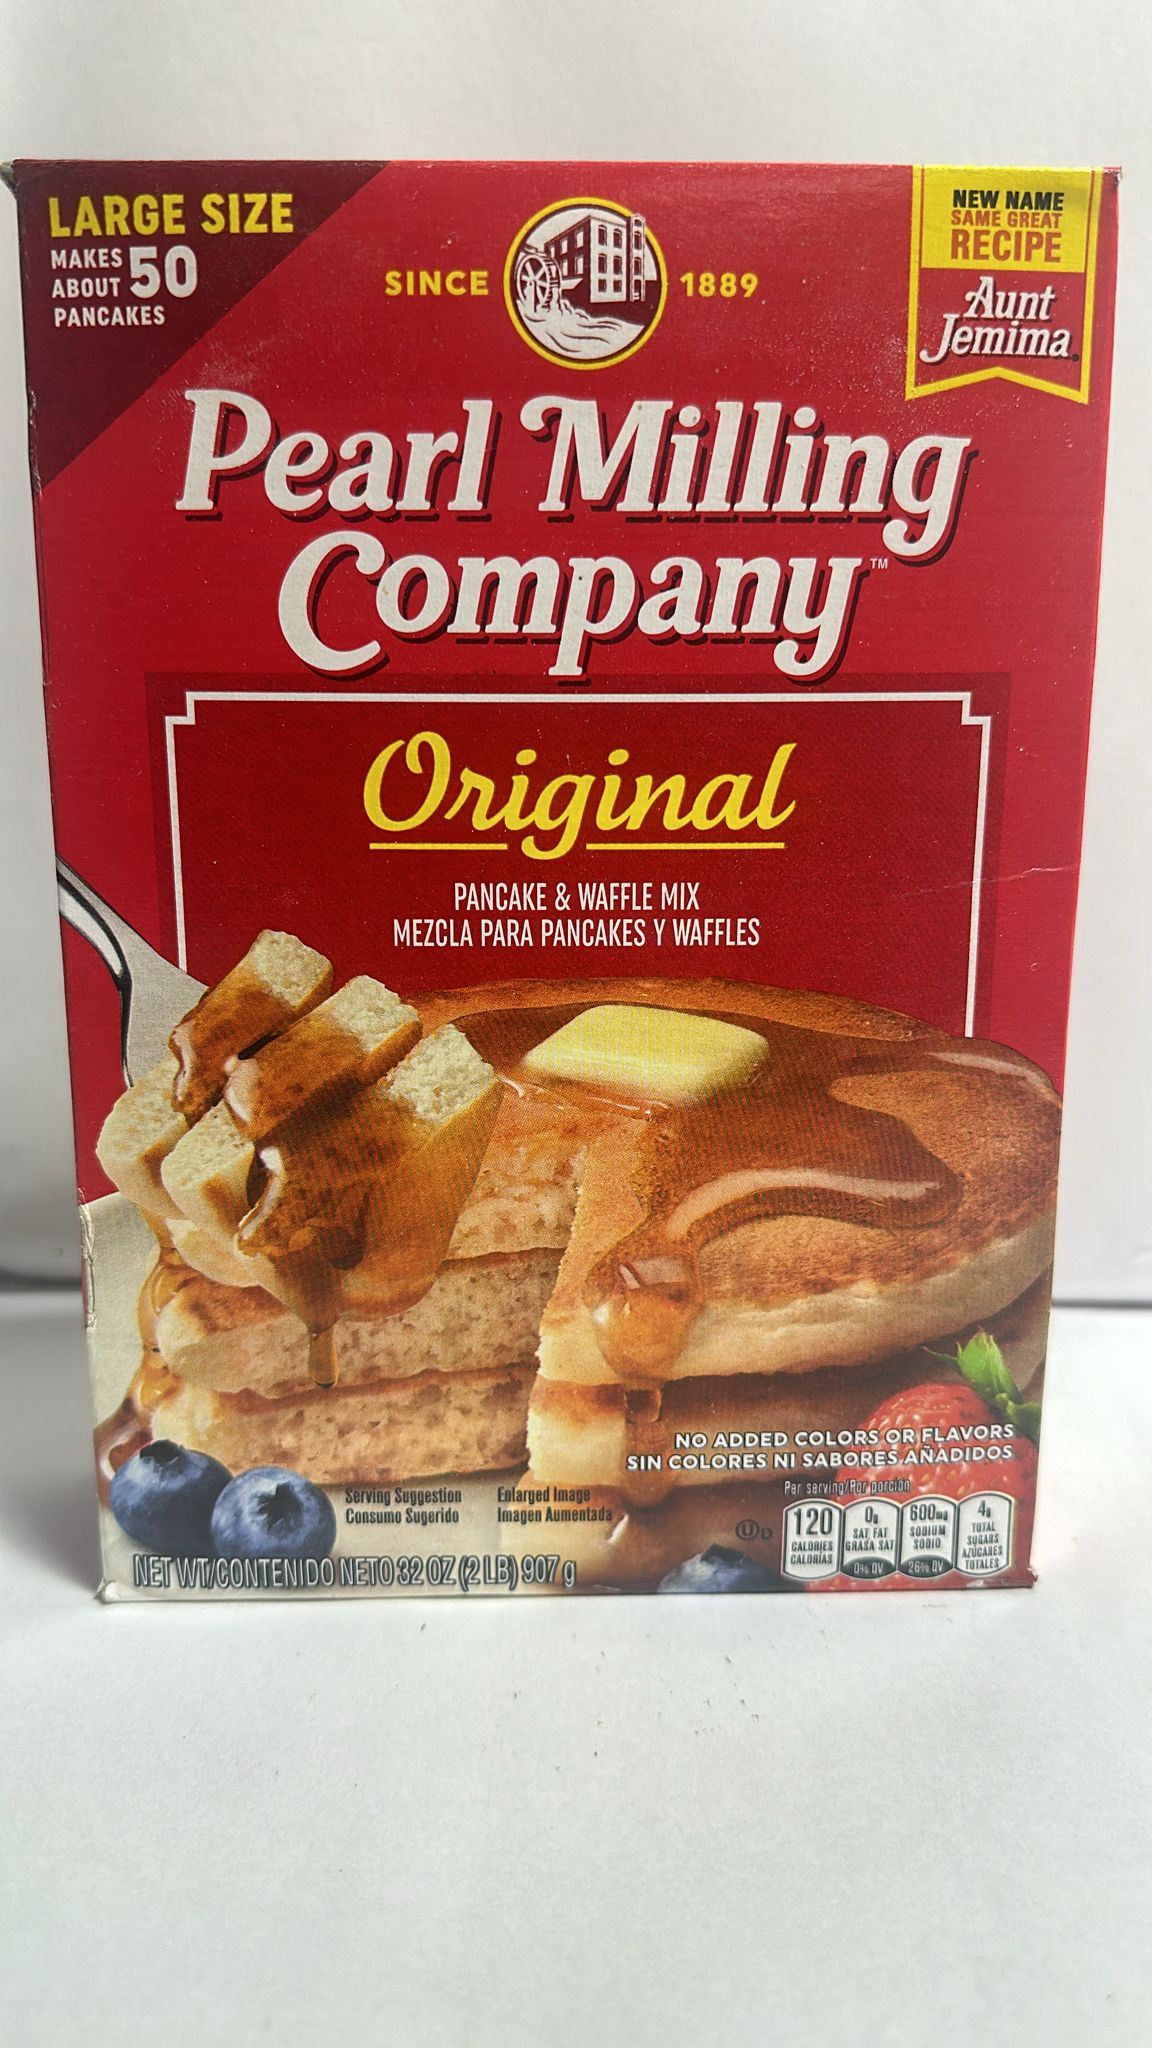 LARGE SIZE
MAKES ABOUT 50
PANCAKES
SINCE 1889
NEW NAME
SAME GREAT
RECIPE
Aunt
Jemima
Pearl Milling
Company™
Original
PANCAKE & WAFFLE MIX
MEZCLA PARA PANCAKES Y WAFFLES
NO ADDED COLORS OR FLAVORS
SIN COLORES NI SABORES AÑADIDOS
Serving Suggestion
Consumo Sugerido
Enlarged Image
Imagen Aumentada
Per serving/Por porción
120
CALORIES
CALORÍAS
0g
SAT FAT
GRASA SAT
0% DV
600mg
SODIUM
SODIO
26% DV
4g
TOTAL
SUGARS
AZÚCARES
TOTALES
U D
NET WT/CONTENIDO NETO 32 OZ (2 LB) 907 g